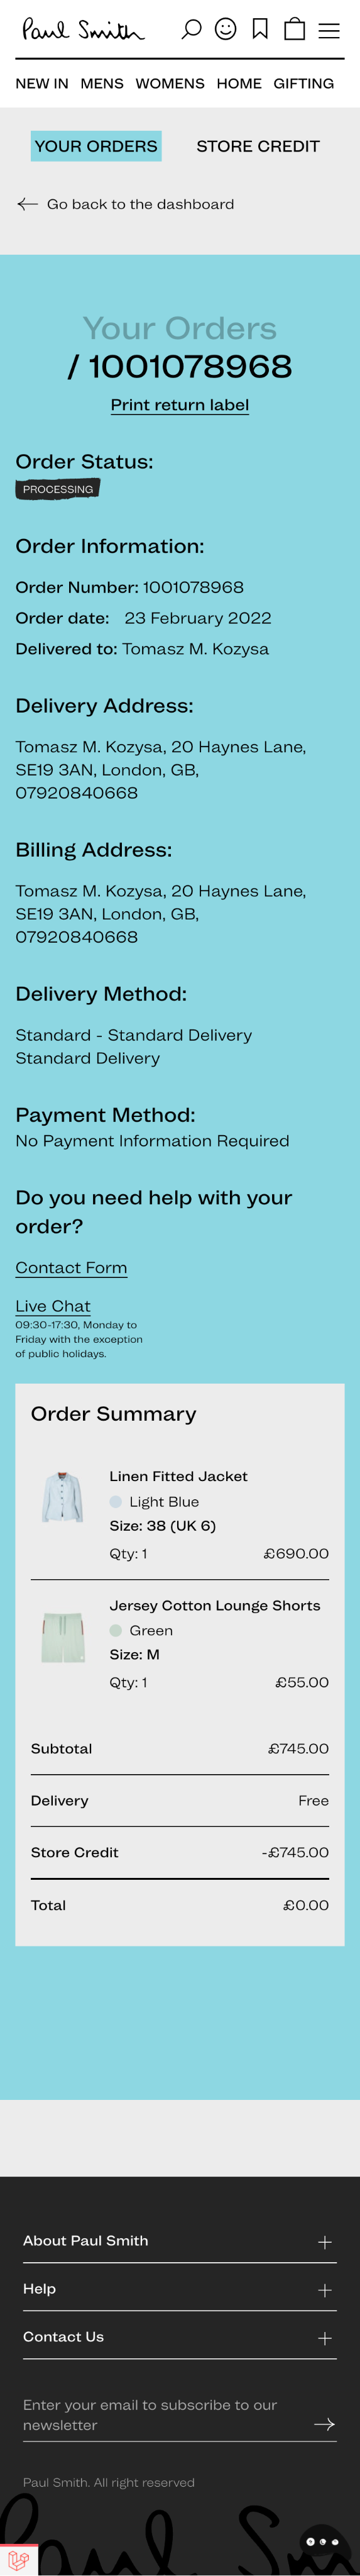 Paul Smith
NEW IN MENS WOMENS HOME GIFTING
YOUR ORDERS STORE CREDIT
Go back to the dashboard
Your Orders
/ 1001078968
Print return label
Order Status:
PROCESSING
Order Information:
Order Number: 1001078968
Order date: 23 February 2022
Delivered to: Tomasz M. Kozysa
Delivery Address:
Tomasz M. Kozysa, 20 Haynes Lane,
SE19 3AN, London, GB,
07920840668
Billing Address:
Tomasz M. Kozysa, 20 Haynes Lane,
SE19 3AN, London, GB,
07920840668
Delivery Method:
Standard - Standard Delivery
Standard Delivery
Payment Method:
No Payment Information Required
Do you need help with your
order?
Contact Form
Live Chat
09:30-17:30, Monday to
Friday with the exception
of public holidays.
Order Summary
Linen Fitted Jacket
Light Blue
Size: 38 (UK 6)
Qty: 1 £690.00
Jersey Cotton Lounge Shorts
Green
Size: M
Qty: 1 £55.00
Subtotal £745.00
Delivery Free
Store Credit -£745.00
Total £0.00
About Paul Smith
Help
Contact Us
Enter your email to subscribe to our
newsletter
Paul Smith. All right reserved
Paul Sm